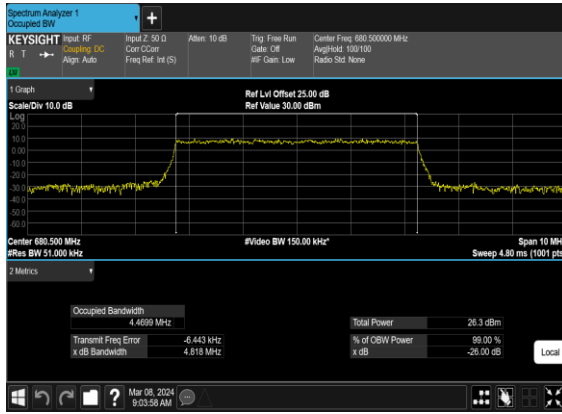 Spectrum Analyzer 1
Occupied BW
+
KEYSIGHT Input: RF Input Z: 50 Ω Atten: 10 dB Trig: Free Run Center Freq: 680.500000 MHz
R T Coupling: DC Corr CCorr Gate: Off Avg|Hold: 100/100
Align: Auto Freq Ref: Int (S) #IF Gain: Low Radio Std: None
1 Graph
Scale/Div 10.0 dB Ref Lvl Offset 25.00 dB
Ref Value 30.00 dBm
Log
20.0
10.0
0.00
-10.0
-20.0
-30.0
-40.0
-50.0
-60.0
Center 680.500 MHz #Video BW 150.00 kHz* Span 10 MH
#Res BW 51.000 kHz Sweep 4.80 ms (1001 pts
2 Metrics
Occupied Bandwidth
4.4699 MHz Total Power 26.3 dBm
Transmit Freq Error -6.443 kHz % of OBW Power 99.00 %
x dB Bandwidth 4.818 MHz x dB -26.00 dB
Local
? Mar 08, 2024
9:03:58 AM